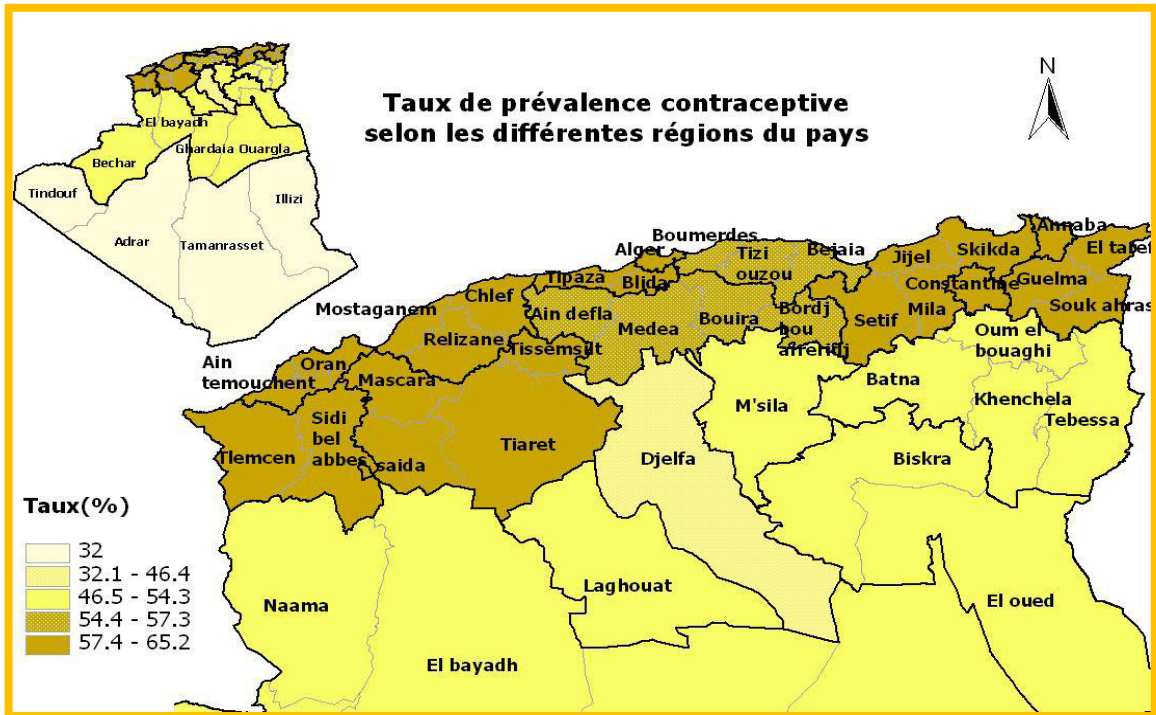 Taux de prévalence contraceptive
selon les différentes régions du pays
N
El bayadh
Ghardaia Ouargla
Bechar
Tindouf
Illizi
Adrar
Tamanrasset
Boumerdes
Alger
Tizi
ouzou
Bejaia
Jijel
Skikda
Annaba
El taref
Tipaza
Blida
Constantine
Guelma
Mostaganem
Chlef
Ain defla
Medea
Bouira
Bordj
bou
arreridj
Setif
Mila
Souk ahras
Relizane
Tissemsilt
Oum el
bouaghi
Ain
temouchent
Oran
Mascara
Batna
Khenchela
M'sila
Tebessa
Sidi
bel
abbes
Tlemcen
saida
Tiaret
Djelfa
Biskra
Taux(%)
32
32.1 - 46.4
46.5 - 54.3
54.4 - 57.3
57.4 - 65.2
Naama
Laghouat
El oued
El bayadh